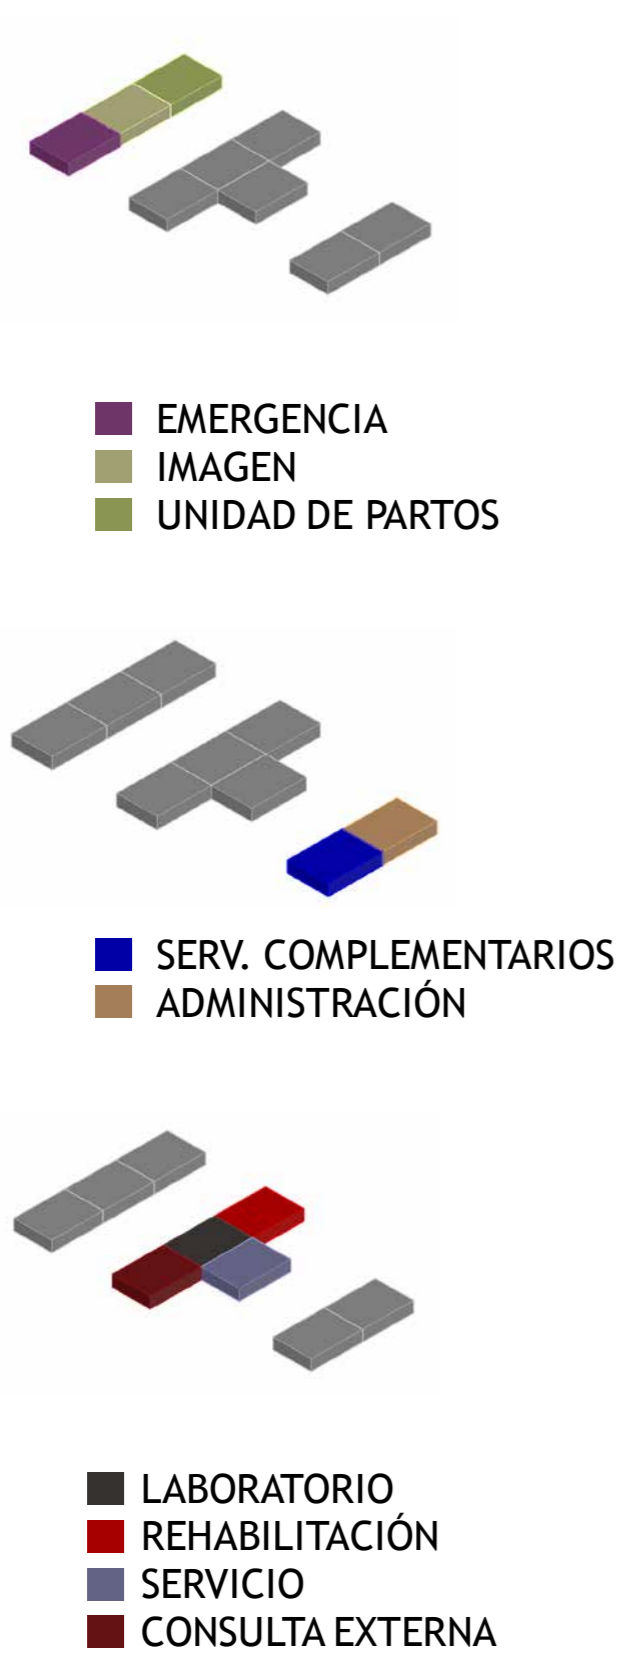 EMERGENCIA
IMAGEN
UNIDAD DE PARTOS
SERV. COMPLEMENTARIOS
ADMINISTRACIÓN
LABORATORIO
REHABILITACIÓN
SERVICIO
CONSULTA EXTERNA